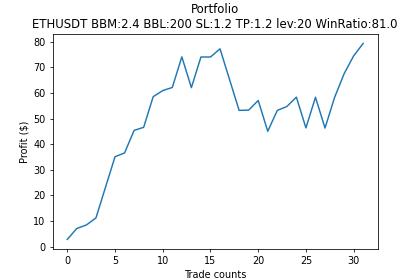 Portfolio
ETHUSDT BBM:2.4 BBL:200 SL:1.2 TP:1.2 lev:20 WinRatio:81.0
80
70
60
50
40
30
20
10
0
Profit ($)
0 5 10 15 20 25 30
Trade counts